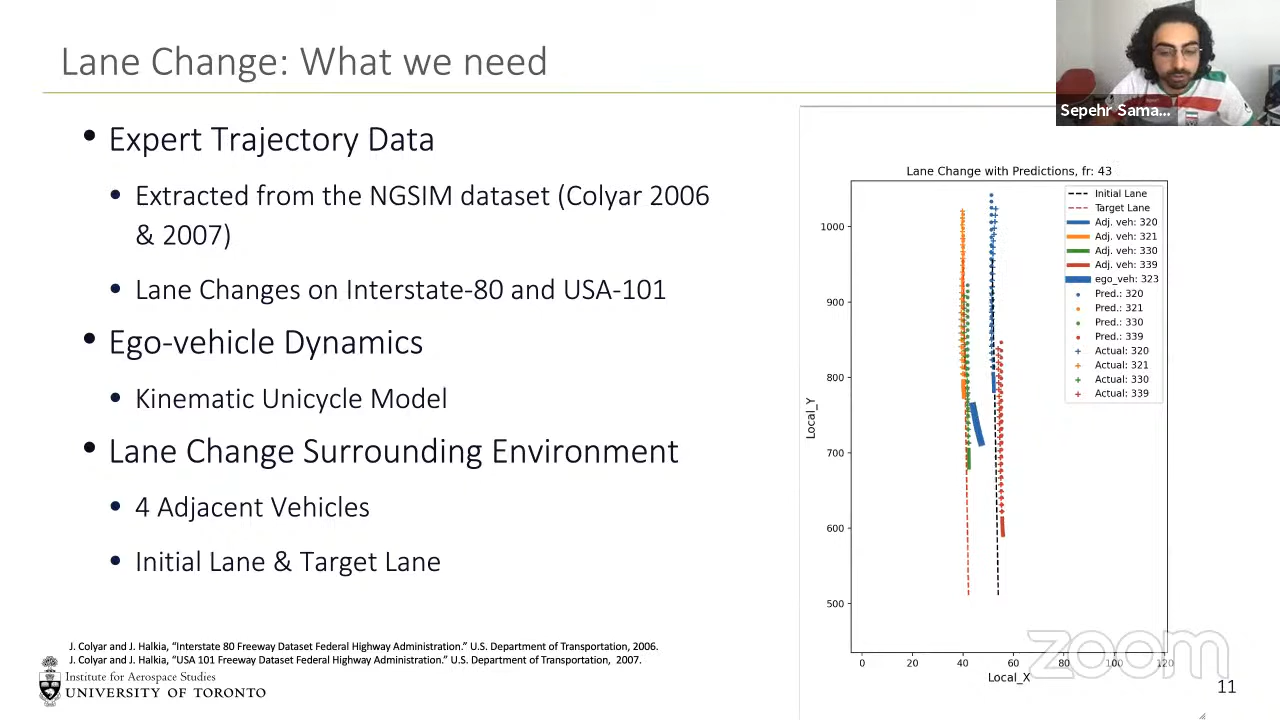 Lane Change: What we need
Sepehr Sama...
• Expert Trajectory Data
• Extracted from the NGSIM dataset (Colyar 2006
& 2007)
• Lane Changes on Interstate-80 and USA-101
• Ego-vehicle Dynamics
• Kinematic Unicycle Model
• Lane Change Surrounding Environment
• 4 Adjacent Vehicles
• Initial Lane & Target Lane
Lane Change with Predictions, fr: 43
Initial Lane
Target Lane
Adj. veh: 320
Adj. veh: 321
Adj. veh: 330
Adj. veh: 339
ego_veh: 323
Pred.: 320
Pred.: 321
Pred.: 330
Pred.: 339
Actual: 320
Actual: 321
Actual: 330
Actual: 339
1000
900
800
700
600
500
Local_Y
0 20 40 60 80 100 120
Local_X
J. Colyar and J. Halkia, “Interstate 80 Freeway Dataset Federal Highway Administration.” U.S. Department of Transportation, 2006.
J. Colyar and J. Halkia, “USA 101 Freeway Dataset Federal Highway Administration.” U.S. Department of Transportation, 2007.
Institute for Aerospace Studies
UNIVERSITY OF TORONTO
zoom
11